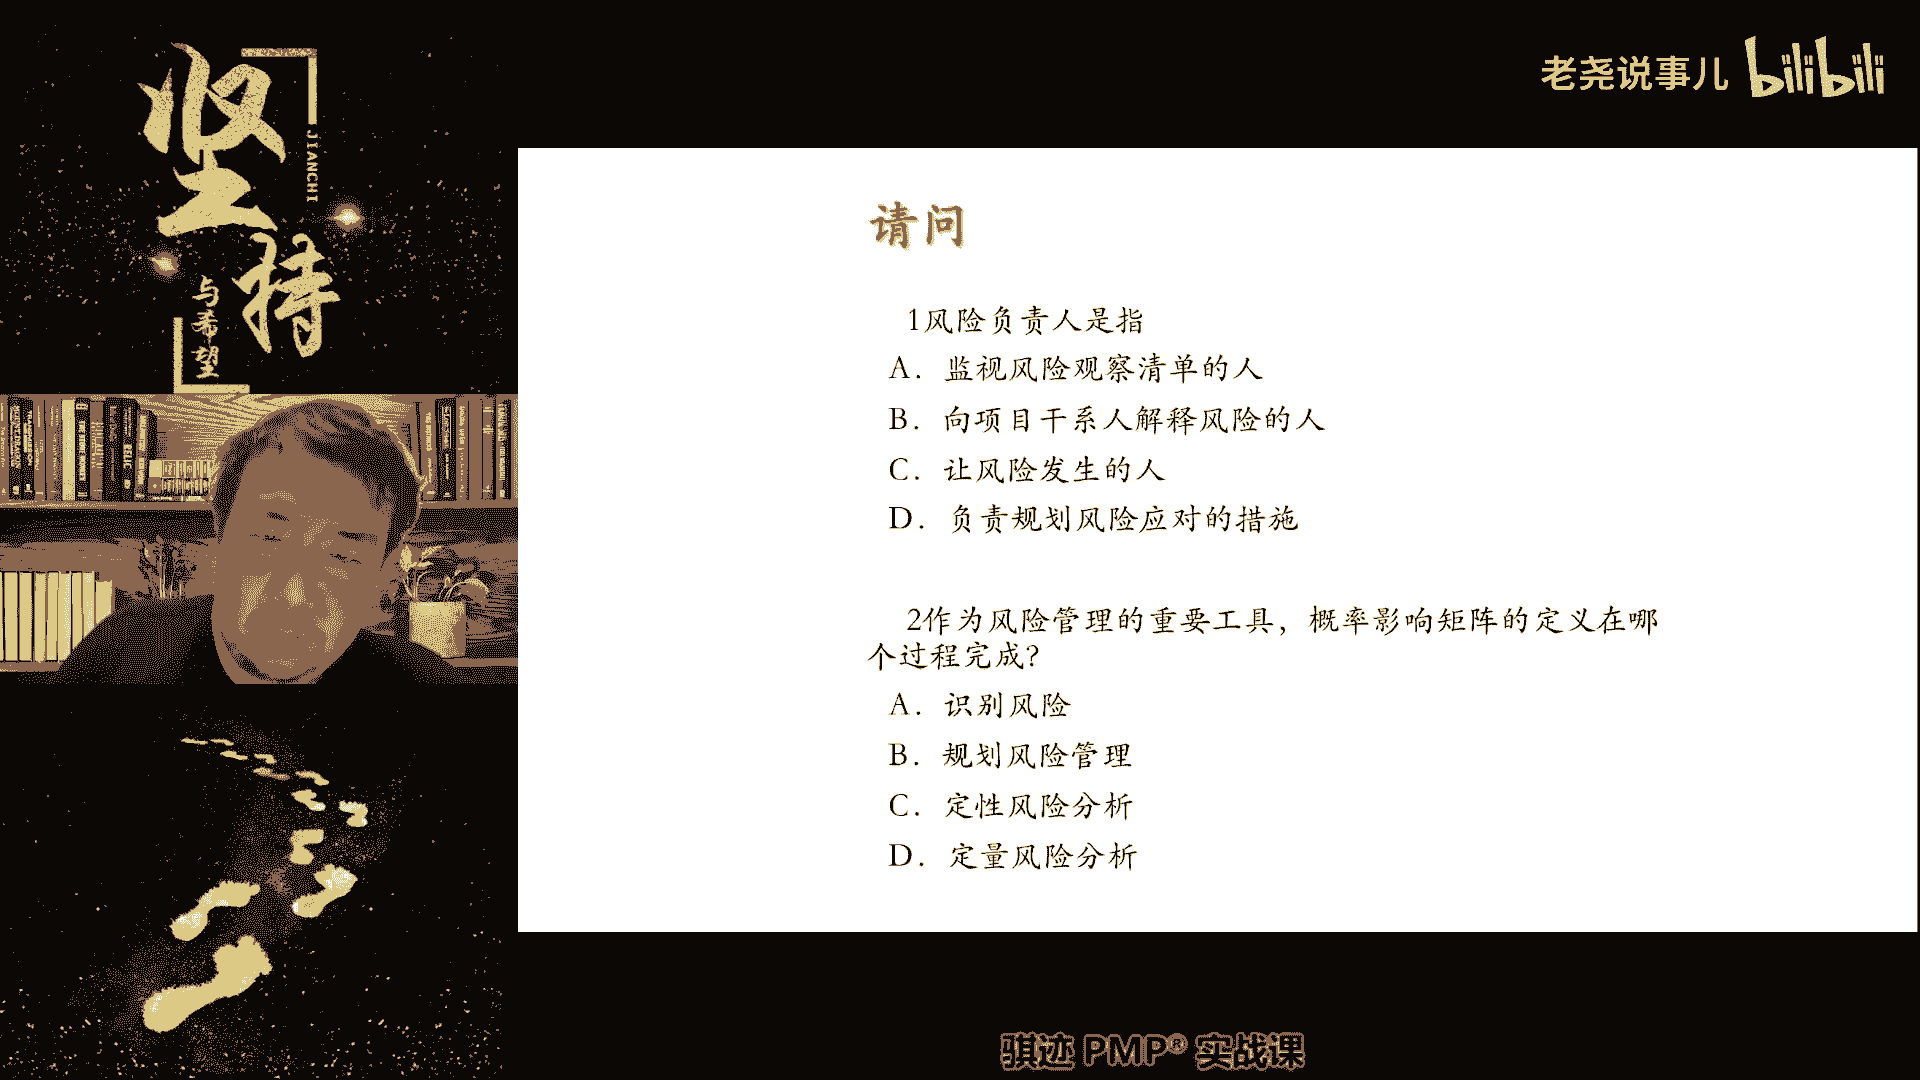 坚持
JIANCHI
与希望
老尧说事儿 bilibili
请问
1风险负责人是指
A. 监视风险观察清单的人
B. 向项目干系人解释风险的人
C. 让风险发生的人
D. 负责规划风险应对的措施
2作为风险管理的重要工具，概率影响矩阵的定义在哪
个过程完成?
A. 识别风险
B. 规划风险管理
C. 定性风险分析
D. 定量风险分析
骐迹 PMP® 实战课